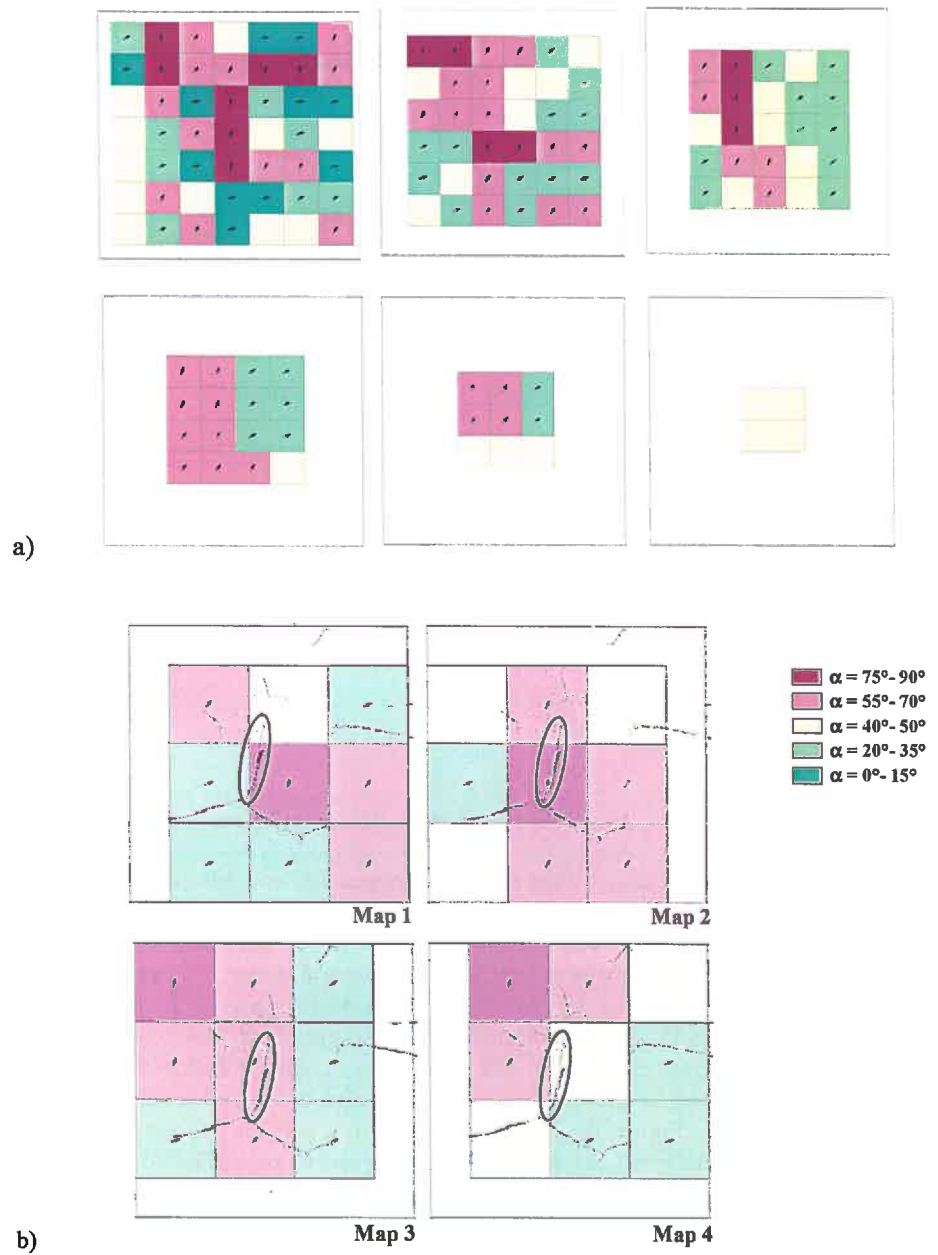 a)
α = 75°- 90°
α = 55°- 70°
α = 40°- 50°
α = 20°- 35°
α = 0°- 15°
Map 1
Map 2
Map 3
Map 4
b)